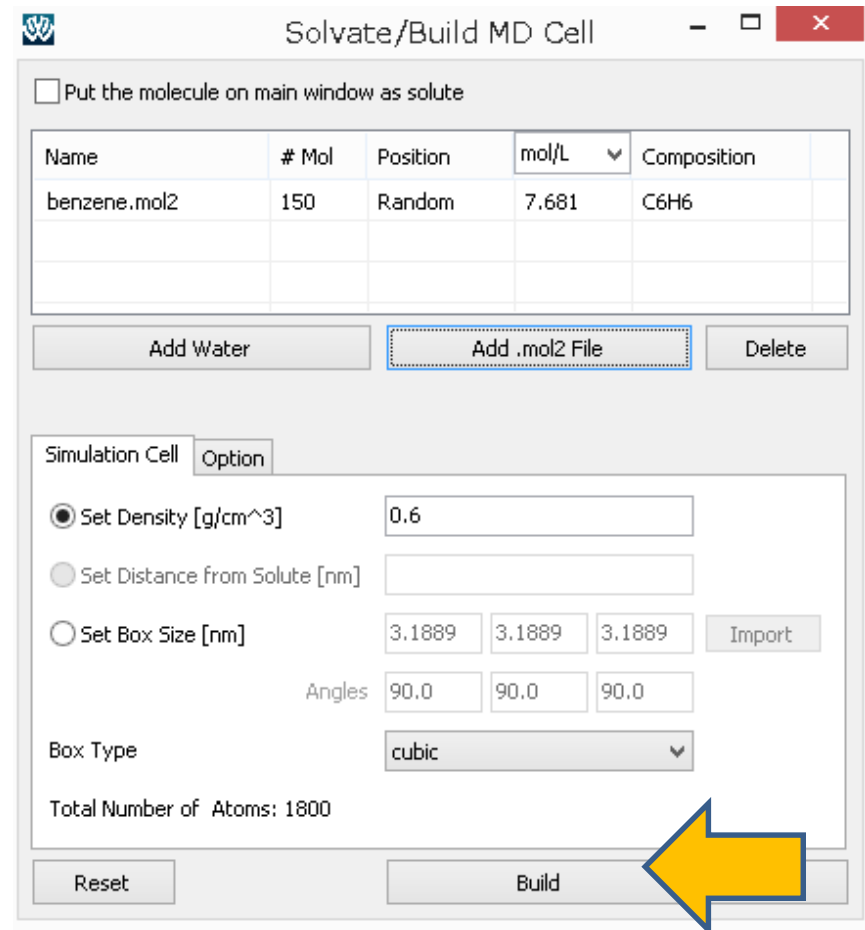 Solvate/Build MD Cell
Put the molecule on main window as solute
Name # Mol Position mol/L Composition
benzene.mol2 150 Random 7.681 C6H6
Add Water Add .mol2 File Delete
Simulation Cell Option
Set Density [g/cm^3] 0.6
Set Distance from Solute [nm]
Set Box Size [nm] 3.1889 3.1889 3.1889 Import
Angles 90.0 90.0 90.0
Box Type cubic
Total Number of Atoms: 1800
Reset Build